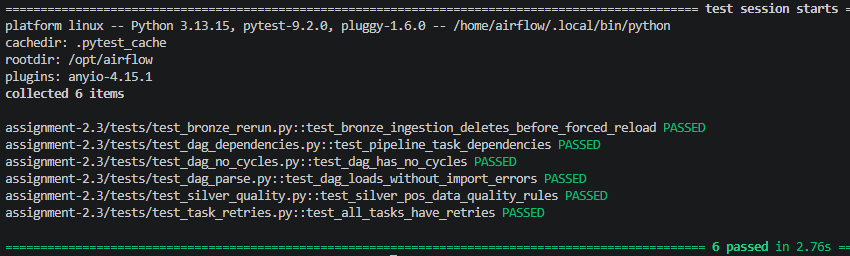 ================================================================================================== test session starts =
platform linux -- Python 3.13.15, pytest-9.2.0, pluggy-1.6.0 -- /home/airflow/.local/bin/python
cachedir: .pytest_cache
rootdir: /opt/airflow
plugins: anyio-4.15.1
collected 6 items
assignment-2.3/tests/test_bronze_rerun.py::test_bronze_ingestion_deletes_before_forced_reload PASSED
assignment-2.3/tests/test_dag_dependencies.py::test_pipeline_task_dependencies PASSED
assignment-2.3/tests/test_dag_no_cycles.py::test_dag_has_no_cycles PASSED
assignment-2.3/tests/test_dag_parse.py::test_dag_loads_without_import_errors PASSED
assignment-2.3/tests/test_silver_quality.py::test_silver_pos_data_quality_rules PASSED
assignment-2.3/tests/test_task_retries.py::test_all_tasks_have_retries PASSED
=================================================================================================== 6 passed in 2.76s ==